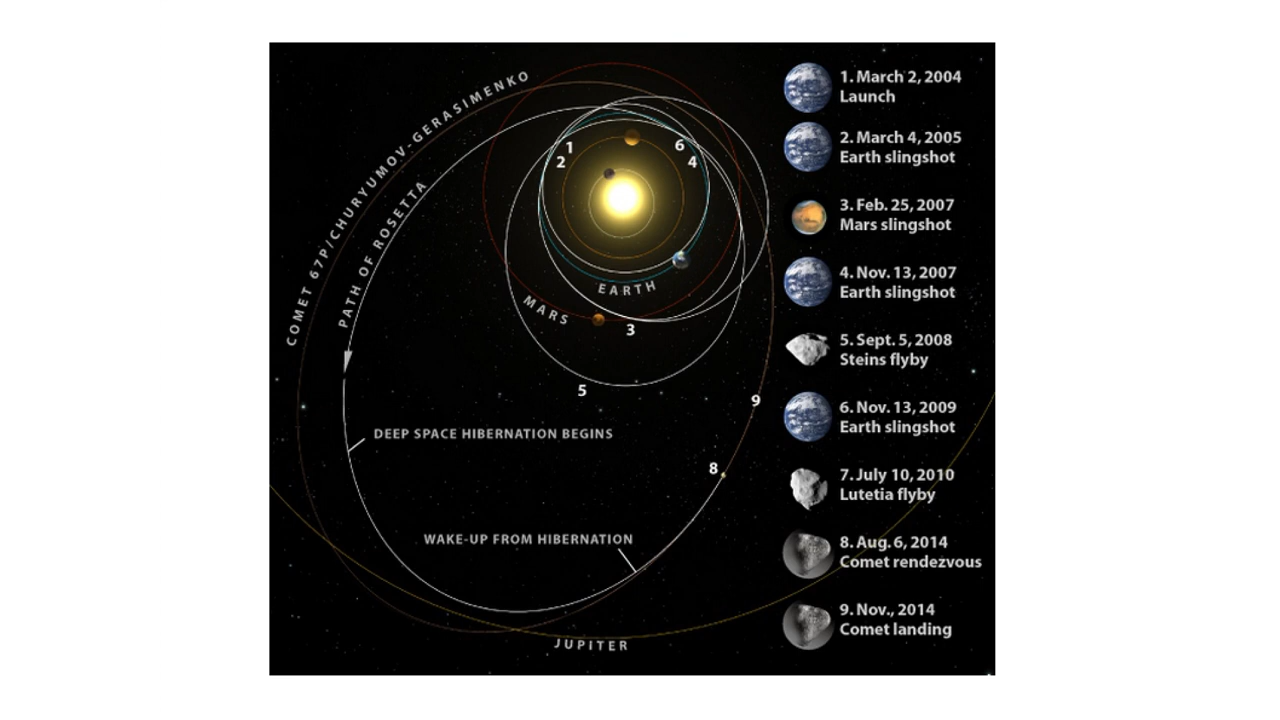 COMET 67P/CHURYUMOV-GERASIMENKO
PATH OF ROSETTA
1
2
6
4
EARTH
MARS
3
5
9
8
DEEP SPACE HIBERNATION BEGINS
WAKE-UP FROM HIBERNATION
JUPITER
1. March 2, 2004
Launch
2. March 4, 2005
Earth slingshot
3. Feb. 25, 2007
Mars slingshot
4. Nov. 13, 2007
Earth slingshot
5. Sept. 5, 2008
Steins flyby
6. Nov. 13, 2009
Earth slingshot
7. July 10, 2010
Lutetia flyby
8. Aug. 6, 2014
Comet rendezvous
9. Nov., 2014
Comet landing